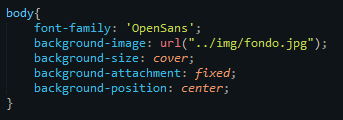 body{
    font-family: 'OpenSans';
    background-image: url("../img/fondo.jpg");
    background-size: cover;
    background-attachment: fixed;
    background-position: center;
}